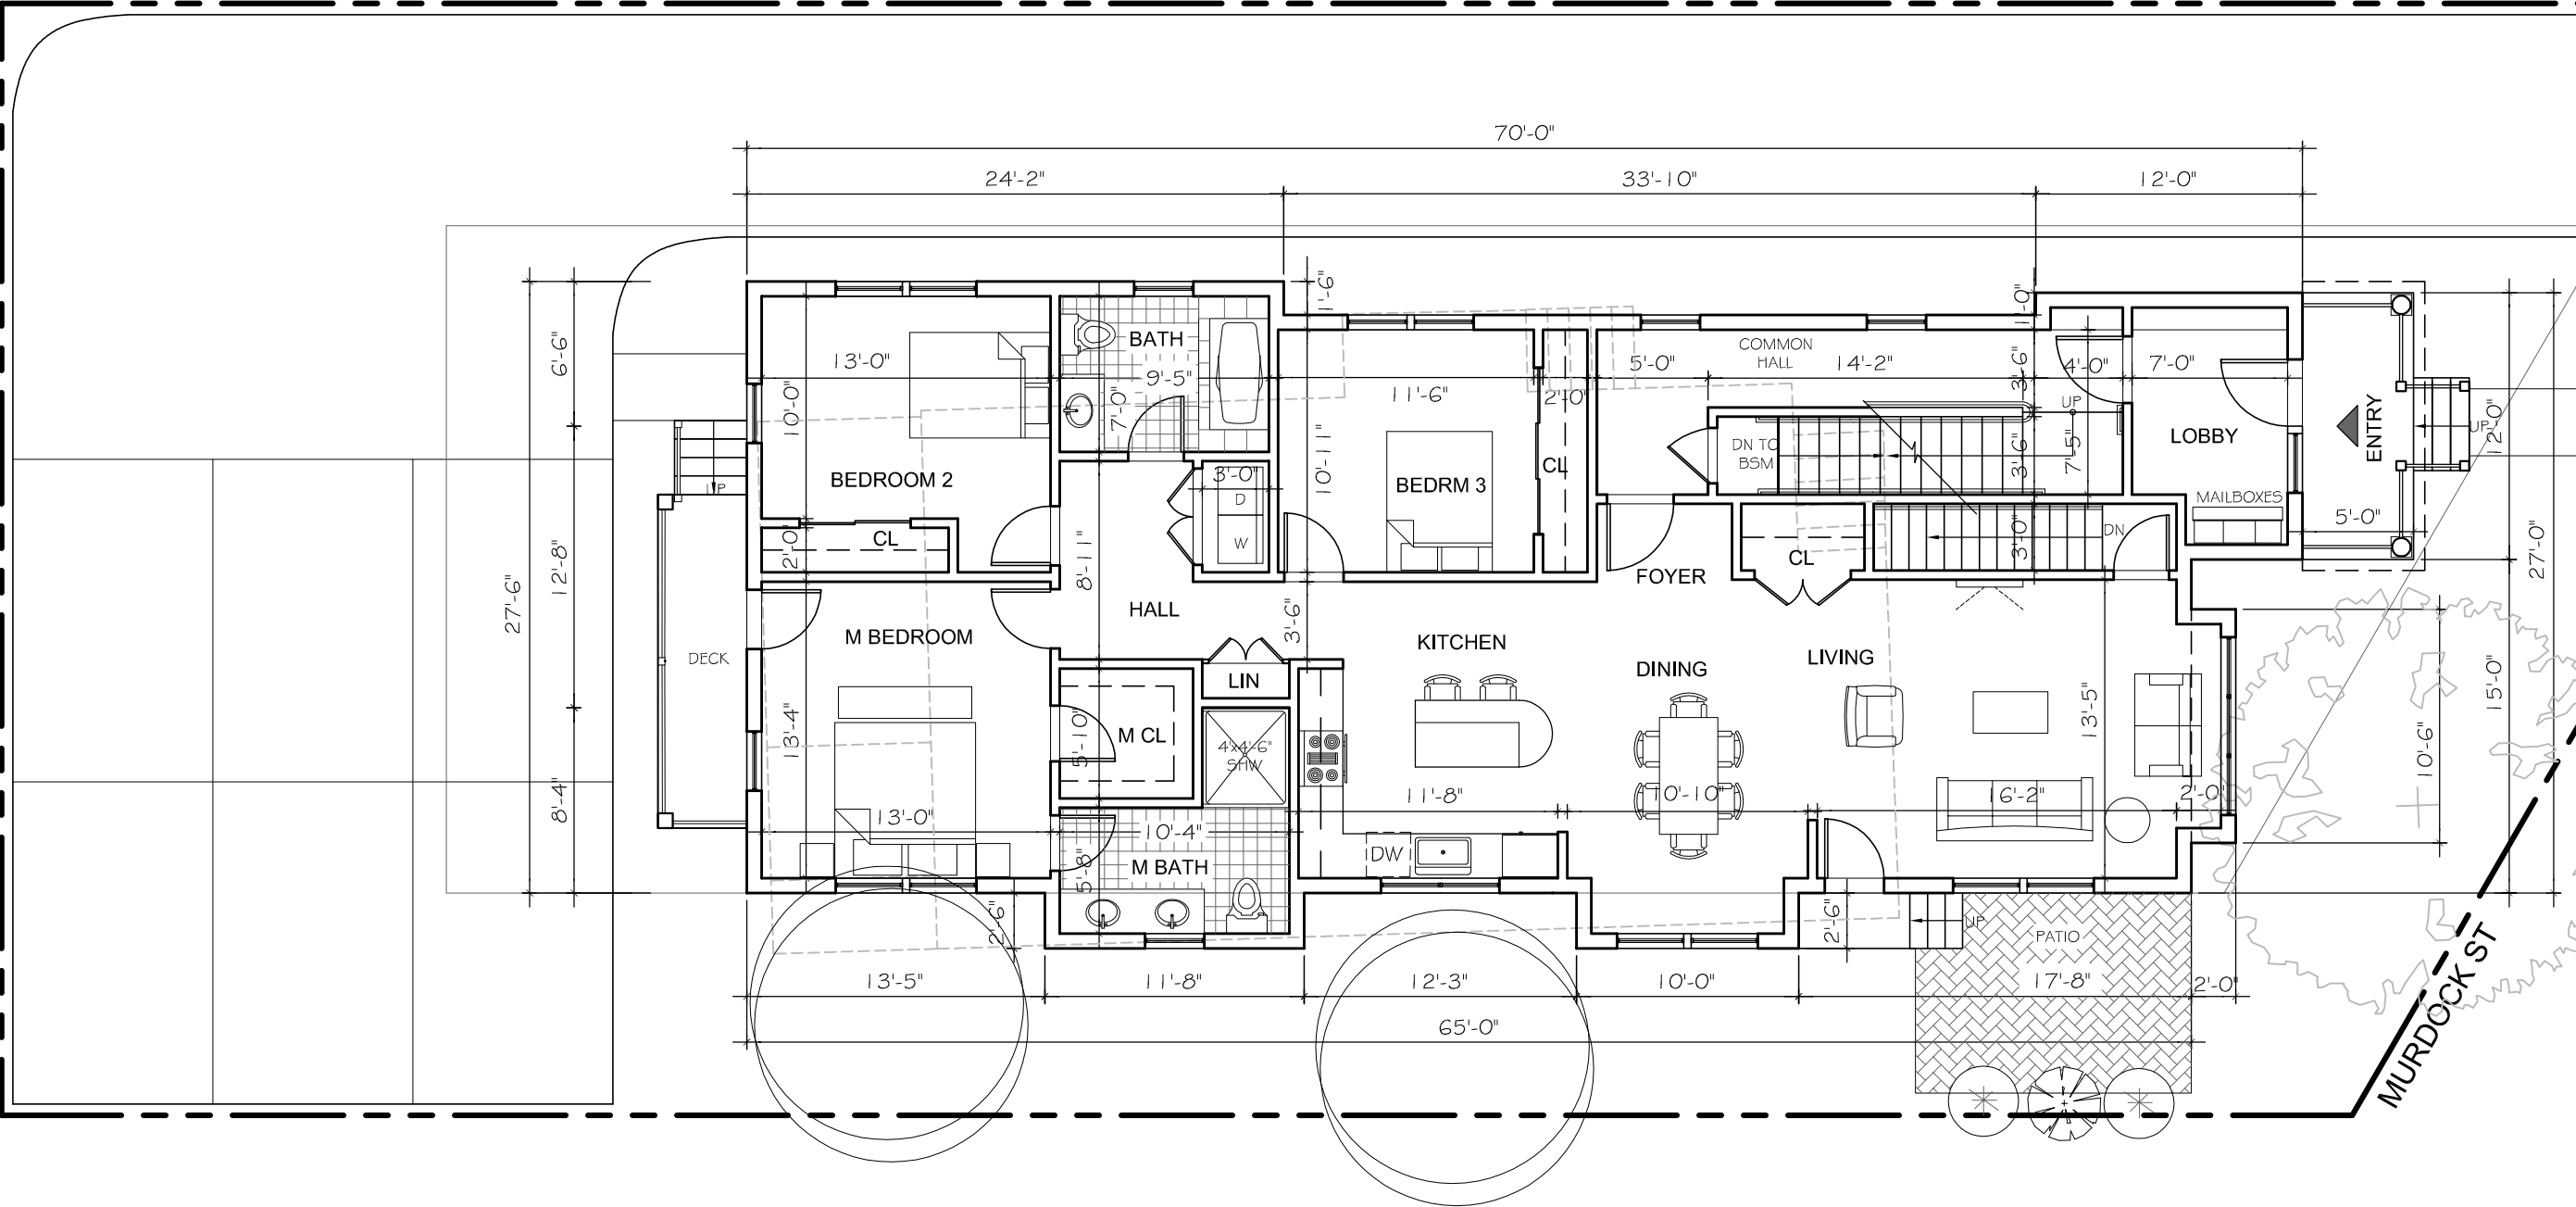 70'-0"
24'-2"
33'-10"
12'-0"
1'-6"
1'-0"
6'-6"
12'-8"
8'-4"
27'-6"
13'-0"
10'-0"
BATH
9'-5"
7'-0"
11'-6"
10'-11"
2'-0"
5'-0"
COMMON
HALL
14'-2"
3'-6"
4'-0"
7'-0"
UP
BEDROOM 2
CL
2'-0"
3'-0"
D
W
BEDRM 3
CL
DN TO
BSM
3'-6"
7'-5"
LOBBY
MAILBOXES
ENTRY
UP
12'-0"
5'-0"
27'-0"
UP
8'-11"
HALL
3'-6"
FOYER
CL
3'-0"
DN
DECK
M BEDROOM
13'-4"
13'-0"
LIN
M CL
5'-10"
4'x4'-6"
SHW
KITCHEN
DINING
LIVING
13'-5"
15'-0"
10'-6"
11'-8"
10'-10"
16'-2"
2'-0"
10'-4"
M BATH
5'-8"
DW
2'-6"
2'-6"
UP
PATIO
13'-5"
11'-8"
12'-3"
10'-0"
17'-8"
2'-0"
65'-0"
MURDOCK ST